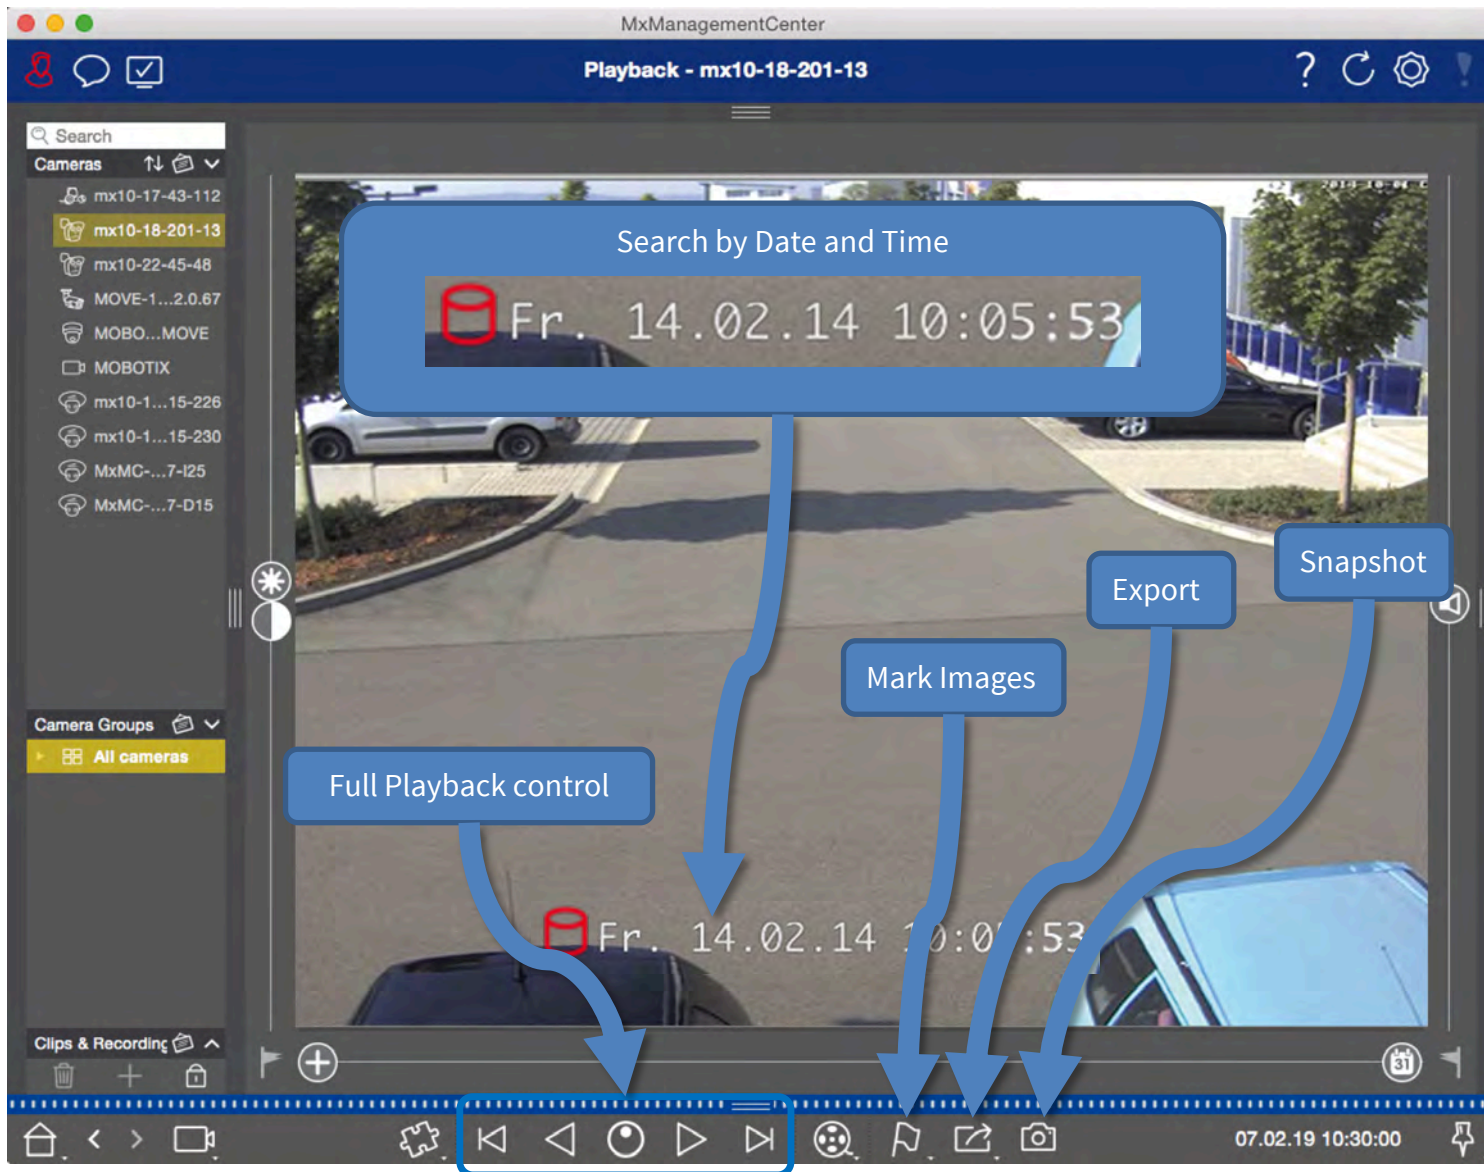 MxManagementCenter
Playback - mx10-18-201-13
?
Search
Cameras
mx10-17-43-112
mx10-18-201-13
mx10-22-45-48
MOVE-1...2.0.67
MOBO...MOVE
MOBOTIX
mx10-1...15-226
mx10-1...15-230
MxMC-...7-I25
MxMC-...7-D15
Search by Date and Time
Fr. 14.02.14 10:05:53
Snapshot
Export
Mark Images
Full Playback control
Camera Groups
All cameras
Fr. 14.02.14 10:05:53
Clips & Recording
31
07.02.19 10:30:00